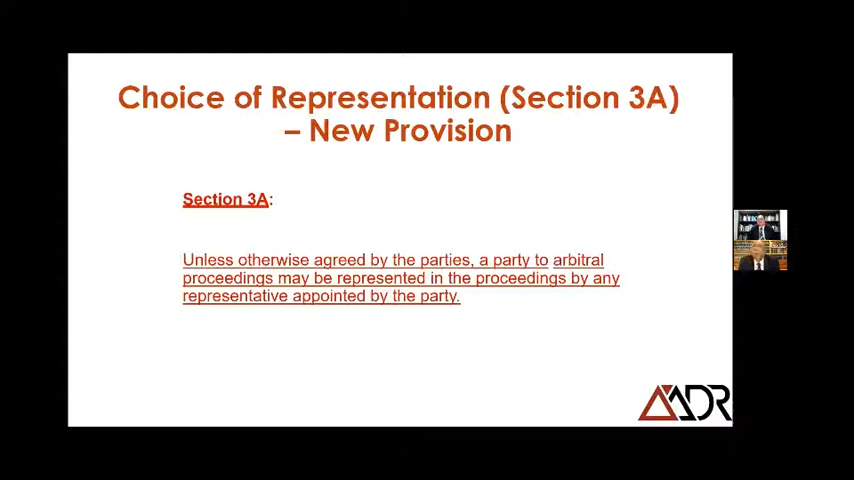 Choice of Representation (Section 3A)
– New Provision
Section 3A:
Unless otherwise agreed by the parties, a party to arbitral
proceedings may be represented in the proceedings by any
representative appointed by the party.
AADR